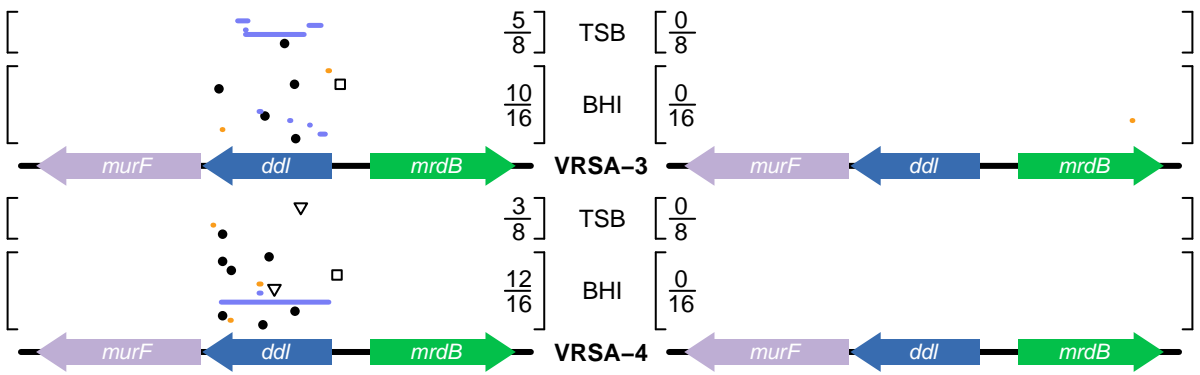 5/8 TSB 0/8
10/16 BHI 0/16
murF ddl mrdB VRSA–3 murF ddl mrdB
3/8 TSB 0/8
12/16 BHI 0/16
murF ddl mrdB VRSA–4 murF ddl mrdB